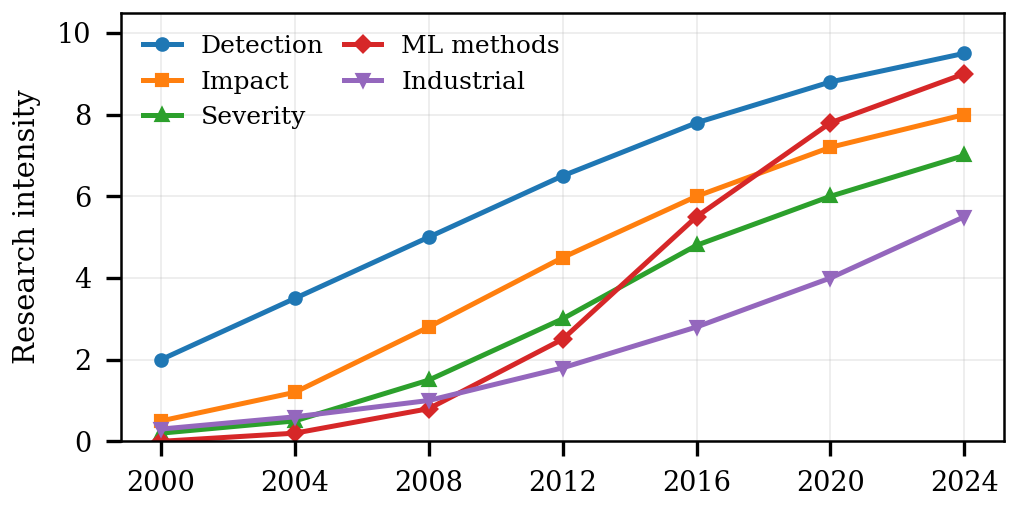 Research intensity
10
8
6
4
2
0
Detection
Impact
Severity
ML methods
Industrial
2000 2004 2008 2012 2016 2020 2024